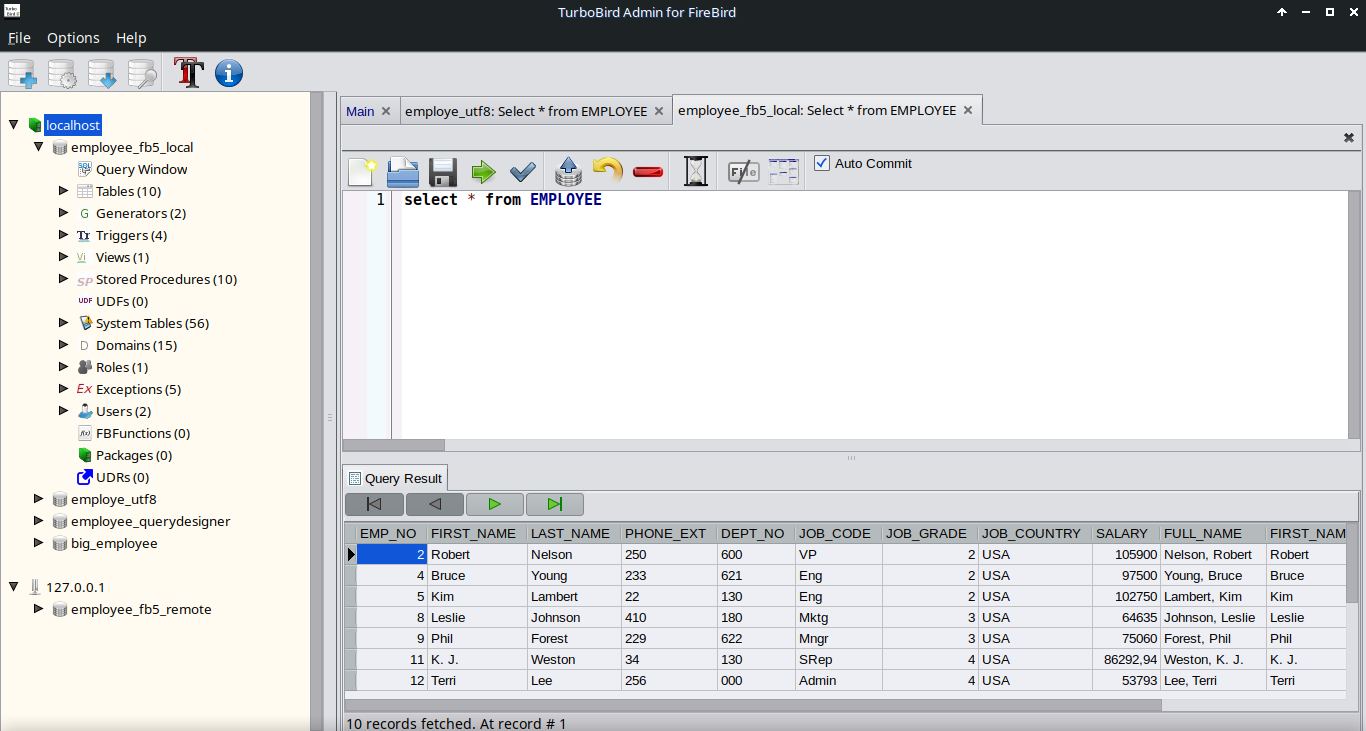 TurboBird Admin for FireBird
File Options Help
localhost
employee_fb5_local
Query Window
Tables (10)
G Generators (2)
Tr Triggers (4)
Vi Views (1)
SP Stored Procedures (10)
UDF UDFs (0)
System Tables (56)
D Domains (15)
Roles (1)
Ex Exceptions (5)
Users (2)
f(x) FBFunctions (0)
Packages (0)
UDRs (0)
employe_utf8
employee_querydesigner
big_employee
127.0.0.1
employee_fb5_remote
Main employe_utf8: Select * from EMPLOYEE employee_fb5_local: Select * from EMPLOYEE
File Auto Commit
1 select * from EMPLOYEE
Query Result
EMP_NO FIRST_NAME LAST_NAME PHONE_EXT DEPT_NO JOB_CODE JOB_GRADE JOB_COUNTRY SALARY FULL_NAME FIRST_NAM
2 Robert Nelson 250 600 VP 2 USA 105900 Nelson, Robert Robert
4 Bruce Young 233 621 Eng 2 USA 97500 Young, Bruce Bruce
5 Kim Lambert 22 130 Eng 2 USA 102750 Lambert, Kim Kim
8 Leslie Johnson 410 180 Mktg 3 USA 64635 Johnson, Leslie Leslie
9 Phil Forest 229 622 Mngr 3 USA 75060 Forest, Phil Phil
11 K. J. Weston 34 130 SRep 4 USA 86292,94 Weston, K. J. K. J.
12 Terri Lee 256 000 Admin 4 USA 53793 Lee, Terri Terri
10 records fetched. At record # 1